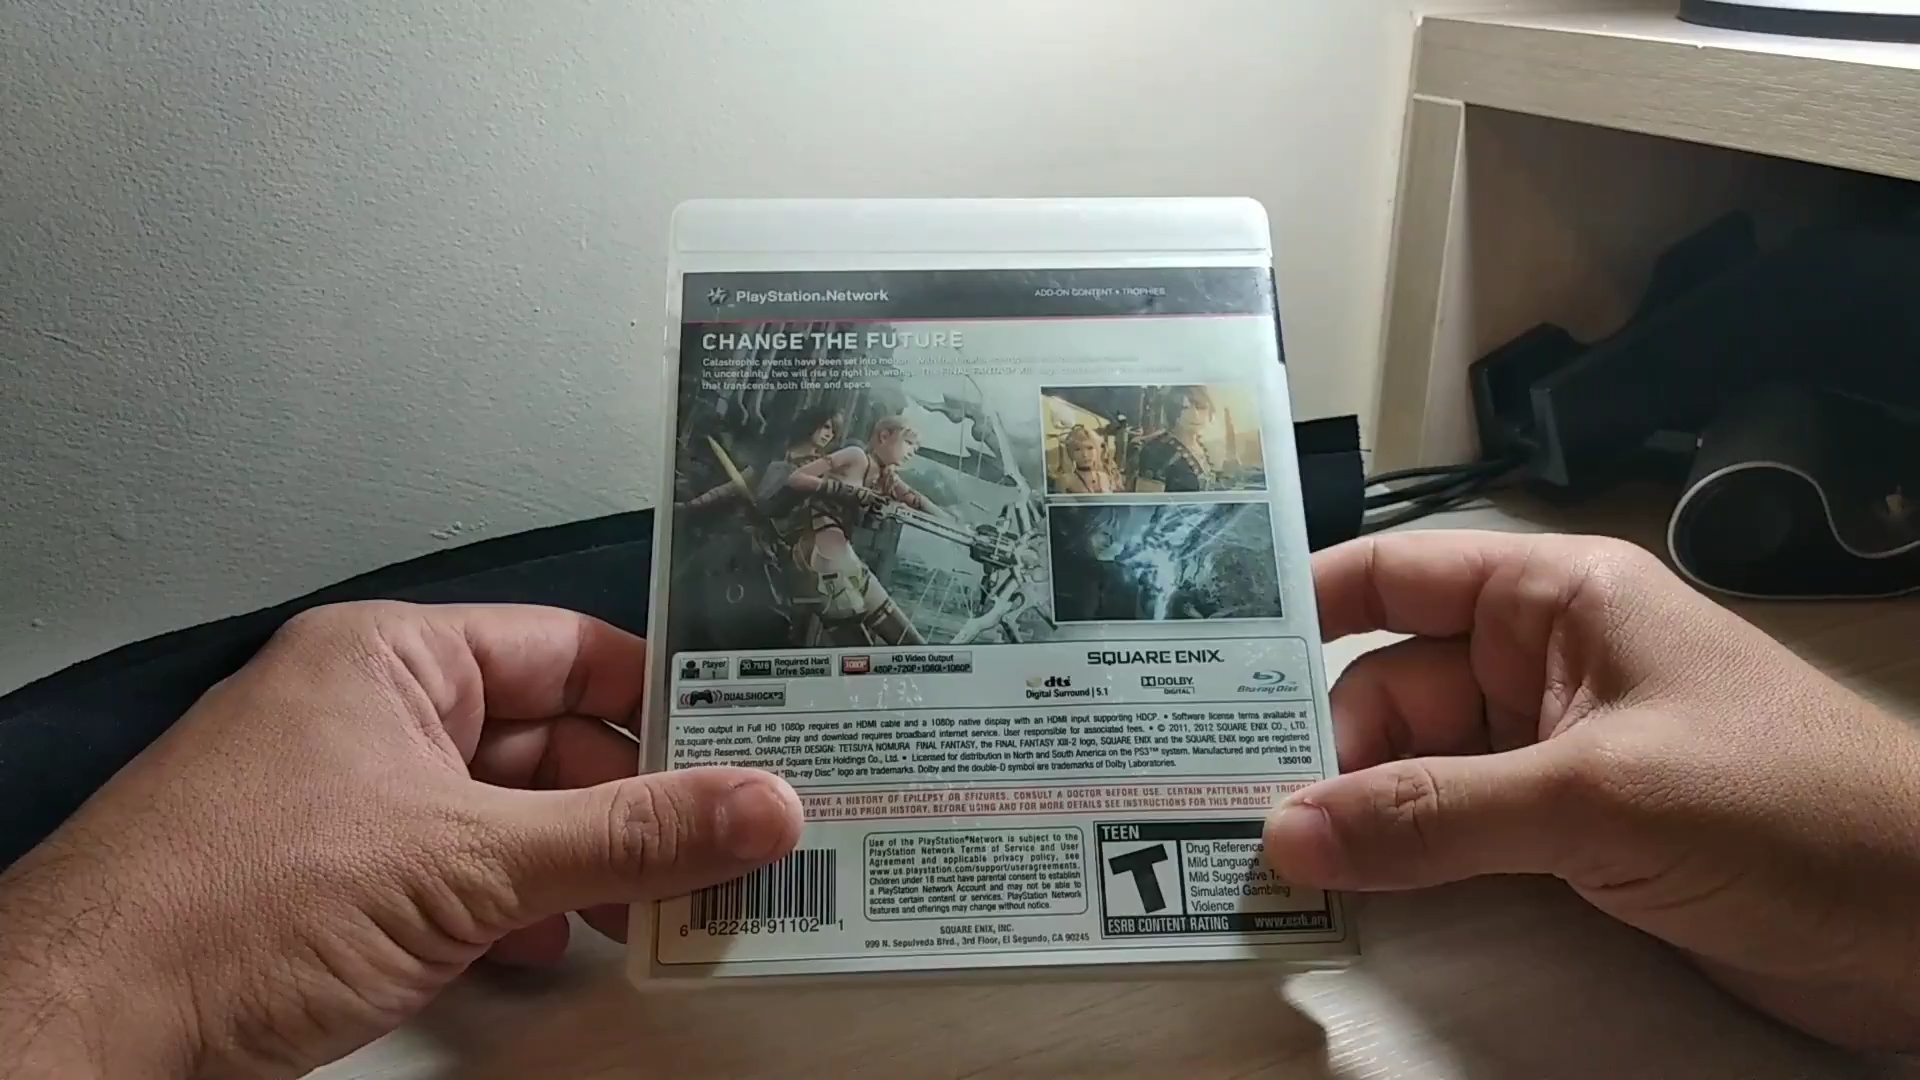 PlayStation®Network
ADD-ON CONTENT • TROPHIES
CHANGE THE FUTURE
Catastrophic events have been set into motion. With the
in uncertainty, two will rise to right the wrongs. The FINAL FANTASY XIII
that transcends both time and space.
Player
1
Required Hard
Drive Space
1080P
HD Video Output
480P•720P•1080i•1080P
SQUARE ENIX.
DUALSHOCK®3
dts
Digital Surround | 5.1
DOLBY.
DIGITAL
Blu-ray Disc
* Video output in Full HD 1080p requires an HDMI cable and a 1080p native display with an HDMI input supporting HDCP. • Software license terms available at
na.square-enix.com. Online play and download requires broadband internet service. User responsible for associated fees. • © 2011, 2012 SQUARE ENIX CO., LTD.
All Rights Reserved. CHARACTER DESIGN: TETSUYA NOMURA FINAL FANTASY, the FINAL FANTASY XIII-2 logo, SQUARE ENIX and the SQUARE ENIX logo are registered
trademarks or trademarks of Square Enix Holdings Co., Ltd. • Licensed for distribution in North and South America on the PS3™ system. Manufactured and printed in the
"Blu-ray Disc" logo are trademarks. Dolby and the double-D symbol are trademarks of Dolby Laboratories.
1350100
HAVE A HISTORY OF EPILEPSY OR SEIZURES, CONSULT A DOCTOR BEFORE USE. CERTAIN PATTERNS MAY
WITH NO PRIOR HISTORY. BEFORE USING AND FOR MORE DETAILS SEE INSTRUCTIONS FOR THIS PRODUCT.
6 62248 91102 1
Use of the PlayStation®Network is subject to the
PlayStation Network Terms of Service and User
Agreement and applicable privacy policy, see
www.us.playstation.com/support/useragreements.
Children under 18 must have parental consent to establish
a PlayStation Network Account and may not be able to
access certain content or services. PlayStation Network
features and offerings may change without notice.
SQUARE ENIX, INC.
999 N. Sepulveda Blvd., 3rd Floor, El Segundo, CA 90245
TEEN
T
Drug Reference
Mild Language
Mild Suggestive
Simulated Gambling
Violence
ESRB CONTENT RATING
www.esrb.org